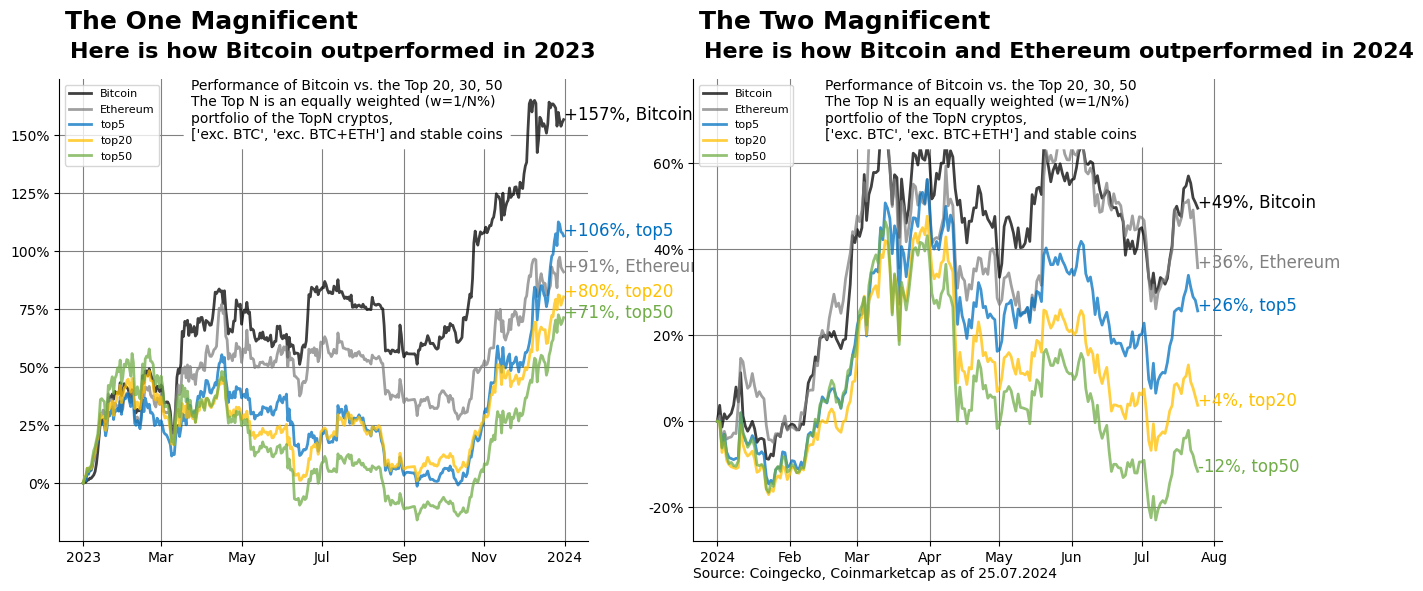 The One Magnificent
Here is how Bitcoin outperformed in 2023
Performance of Bitcoin vs. the Top 20, 30, 50
The Top N is an equally weighted (w=1/N%)
portfolio of the TopN cryptos,
['exc. BTC', 'exc. BTC+ETH'] and stable coins
Bitcoin
Ethereum
top5
top20
top50
150%
125%
100%
75%
50%
25%
0%
+157%, Bitcoin
+106%, top5
+91%, Ethereu
+80%, top20
+71%, top50
2023
Mar
May
Jul
Sep
Nov
2024
The Two Magnificent
Here is how Bitcoin and Ethereum outperformed in 2024
Performance of Bitcoin vs. the Top 20, 30, 50
The Top N is an equally weighted (w=1/N%)
portfolio of the TopN cryptos,
['exc. BTC', 'exc. BTC+ETH'] and stable coins
Bitcoin
Ethereum
top5
top20
top50
60%
40%
20%
0%
-20%
+49%, Bitcoin
+36%, Ethereum
+26%, top5
+4%, top20
-12%, top50
2024
Feb
Mar
Apr
May
Jun
Jul
Aug
Source: Coingecko, Coinmarketcap as of 25.07.2024